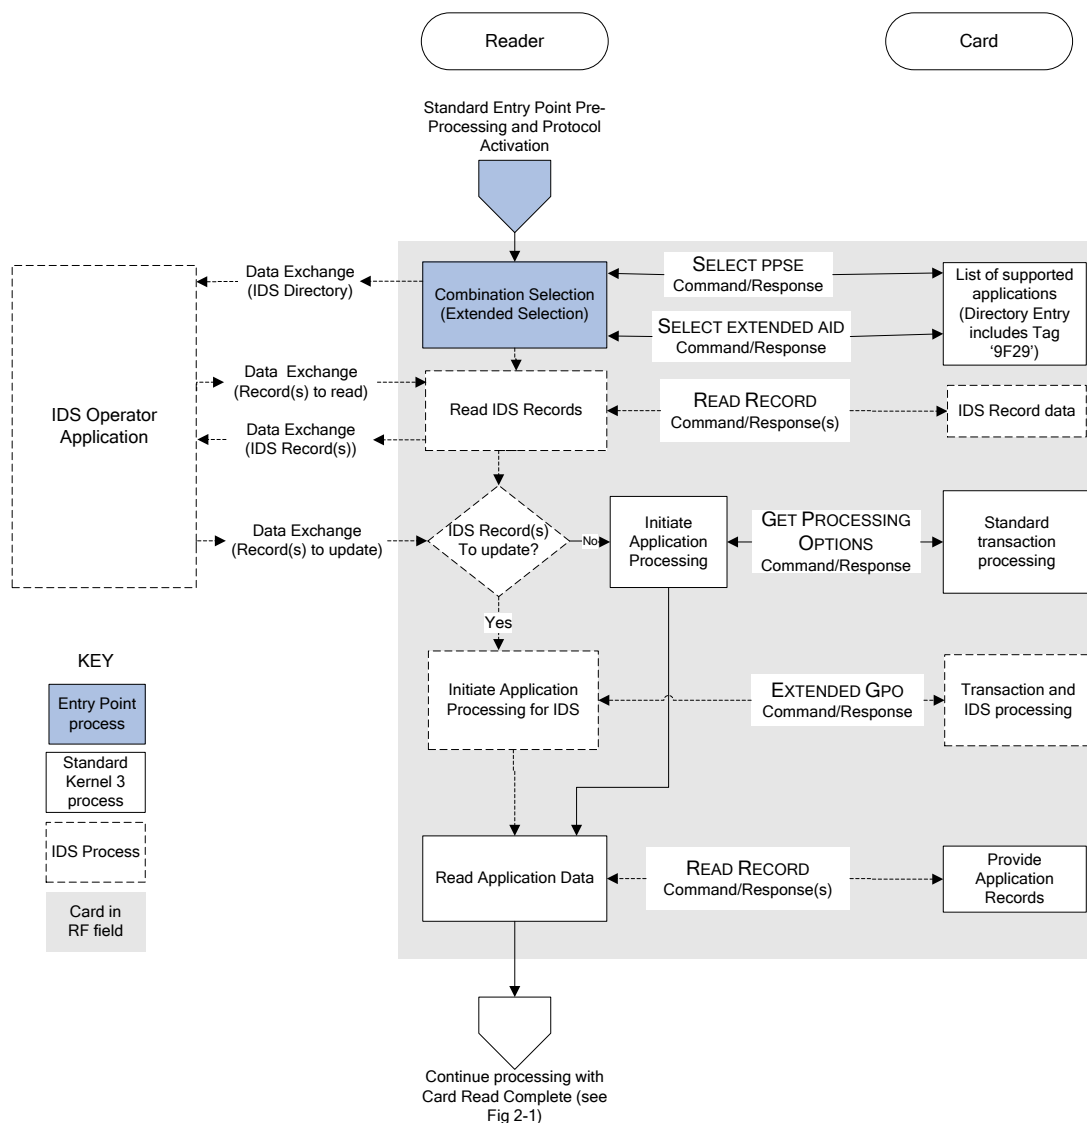 Reader
Card
Standard Entry Point Pre-
Processing and Protocol
Activation
Data Exchange
(IDS Directory)
Combination Selection
(Extended Selection)
SELECT PPSE
Command/Response
SELECT EXTENDED AID
Command/Response
List of supported
applications
(Directory Entry
includes Tag
‘9F29’)
IDS Operator
Application
Data Exchange
(Record(s) to read)
Data Exchange
(IDS Record(s))
Read IDS Records
READ RECORD
Command/Response(s)
IDS Record data
Data Exchange
(Record(s) to update)
IDS Record(s)
To update?
No
Initiate
Application
Processing
GET PROCESSING
OPTIONS
Command/Response
Standard
transaction
processing
Yes
Initiate Application
Processing for IDS
EXTENDED GPO
Command/Response
Transaction and
IDS processing
KEY
Entry Point
process
Standard
Kernel 3
process
IDS Process
Card in
RF field
Read Application Data
READ RECORD
Command/Response(s)
Provide
Application
Records
Continue processing with
Card Read Complete (see
Fig 2-1)